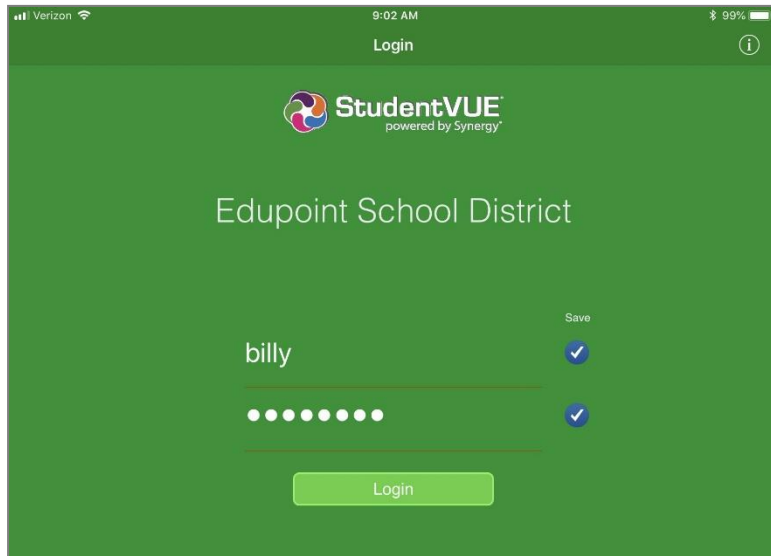 Verizon 9:02 AM 99%
Login
StudentVUE
powered by Synergy
Edupoint School District
Save
billy
●●●●●●●●
Login